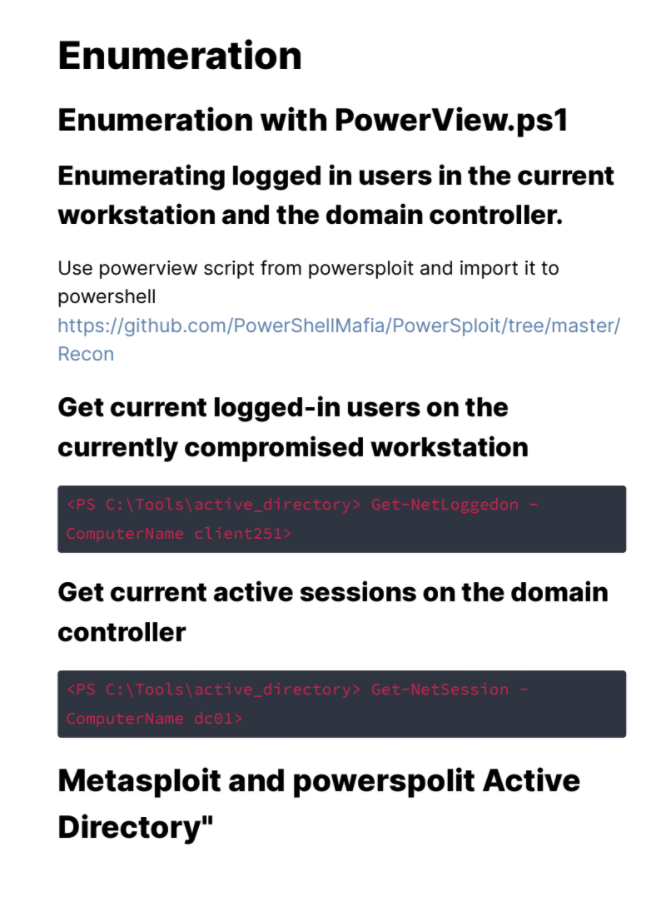 Enumeration
Enumeration with PowerView.ps1
Enumerating logged in users in the current
workstation and the domain controller.
Use powerview script from powersploit and import it to
powershell
https://github.com/PowerShellMafia/PowerSploit/tree/master/
Recon
Get current logged-in users on the
currently compromised workstation
<PS C:\Tools\active_directory> Get-NetLoggedon -
ComputerName client251>
Get current active sessions on the domain
controller
<PS C:\Tools\active_directory> Get-NetSession -
ComputerName dc01>
Metasploit and powerspolit Active
Directory"